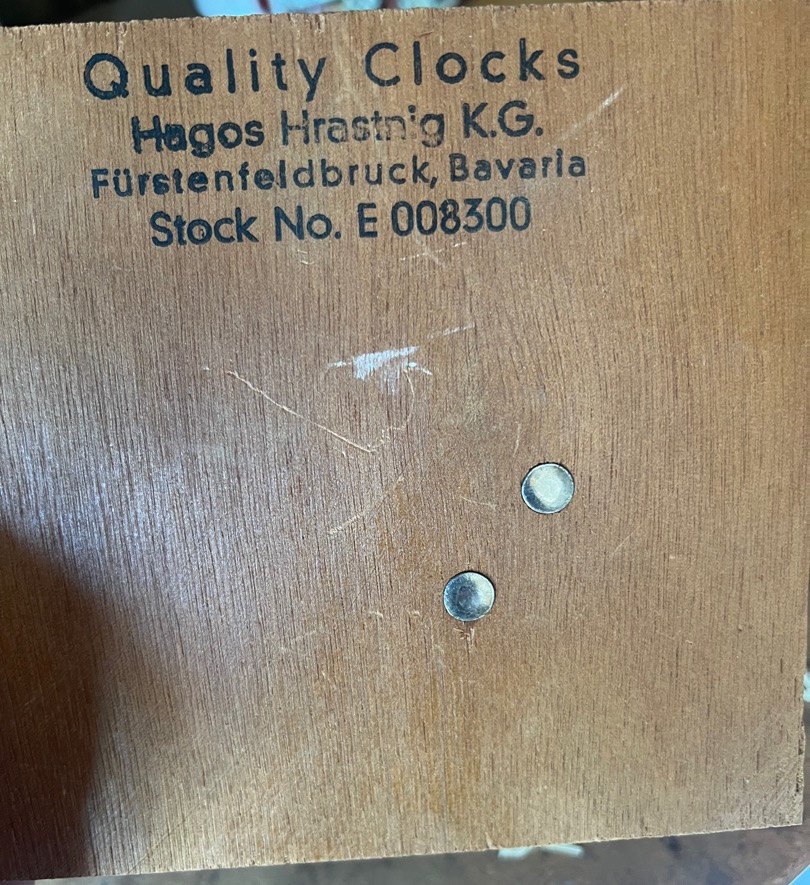 Quality Clocks
Hagos Hrastnig K.G.
Fürstenfeldbruck, Bavaria
Stock No. E 008300